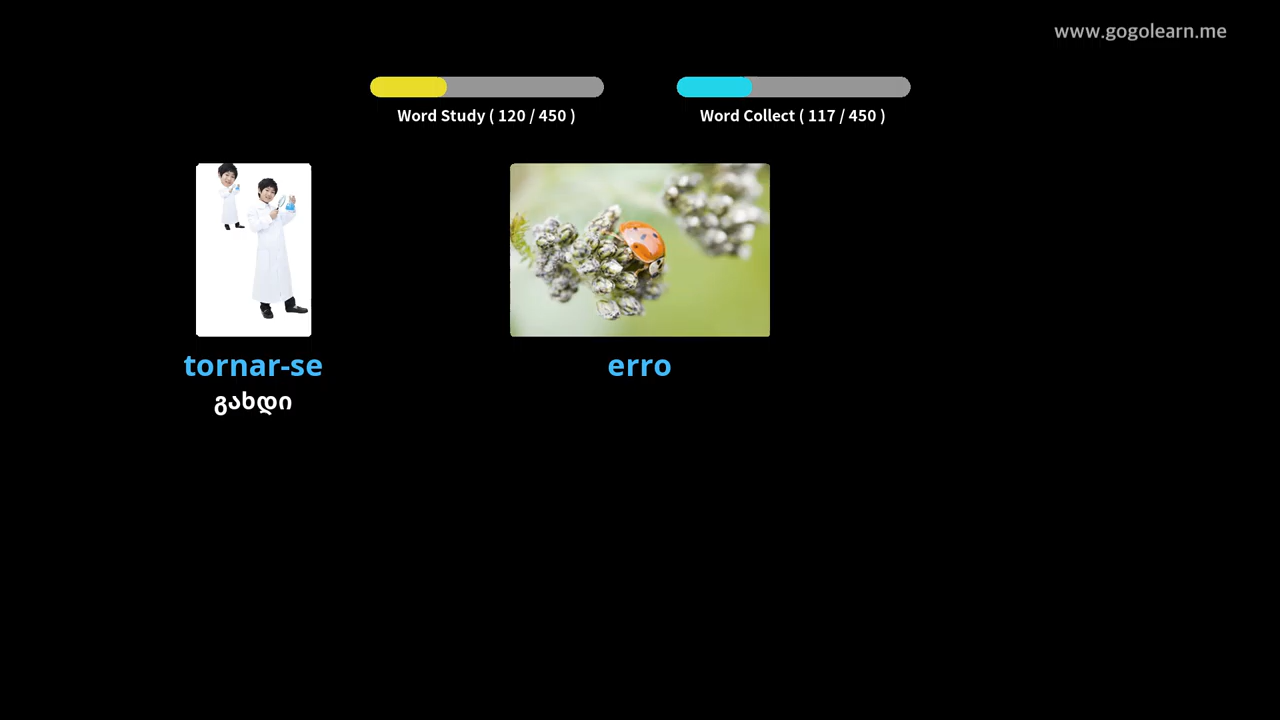 www.gogolearn.me
Word Study ( 120 / 450 )
Word Collect ( 117 / 450 )
tornar-se
გახდი
erro